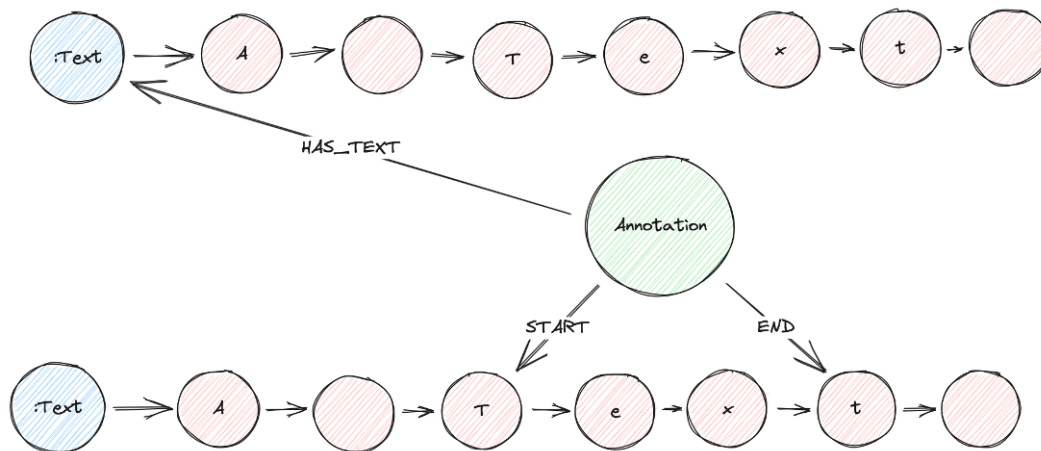 :Text A T e x t
HAS_TEXT
Annotation
START END
:Text A T e x t